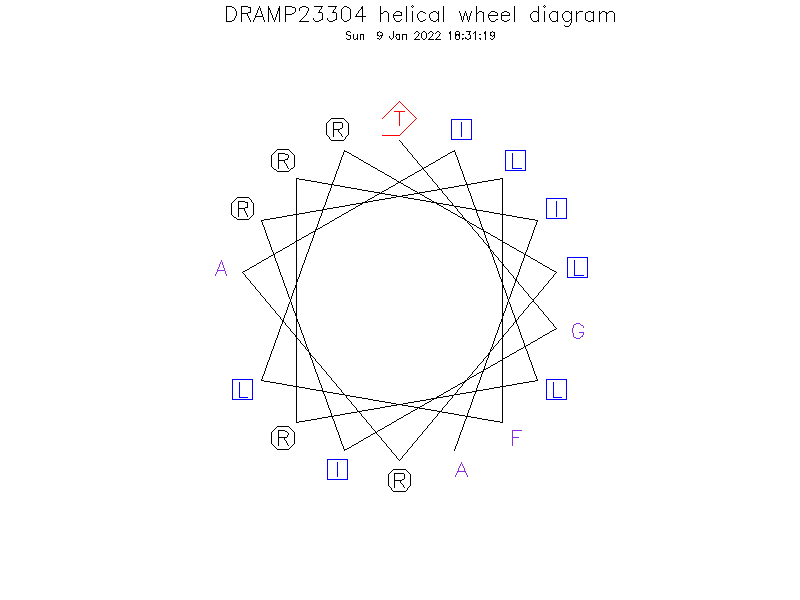 DRAMP23304 helical wheel diagram
Sun 9 Jan 2022 18:31:19
T
R I
R L
R I
A L
G
L L
R F
I A
R